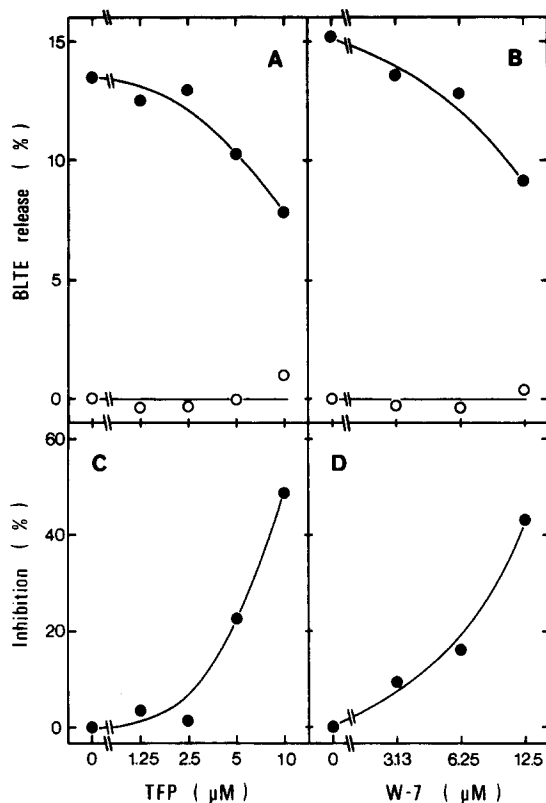 15
10
5
0
BLTE release ( % )
A
B
60
40
20
0
Inhibition ( % )
C
D
0 1.25 2.5 5 10
TFP ( μM )
0 3.13 6.25 12.5
W-7 ( μM )